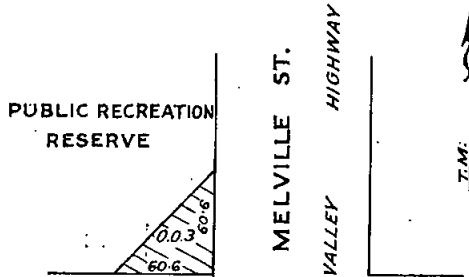 PUBLIC RECREATION
RESERVE
MELVILLE ST.
VALLEY HIGHWAY
T.M.
60·6
0.0.3
60·6